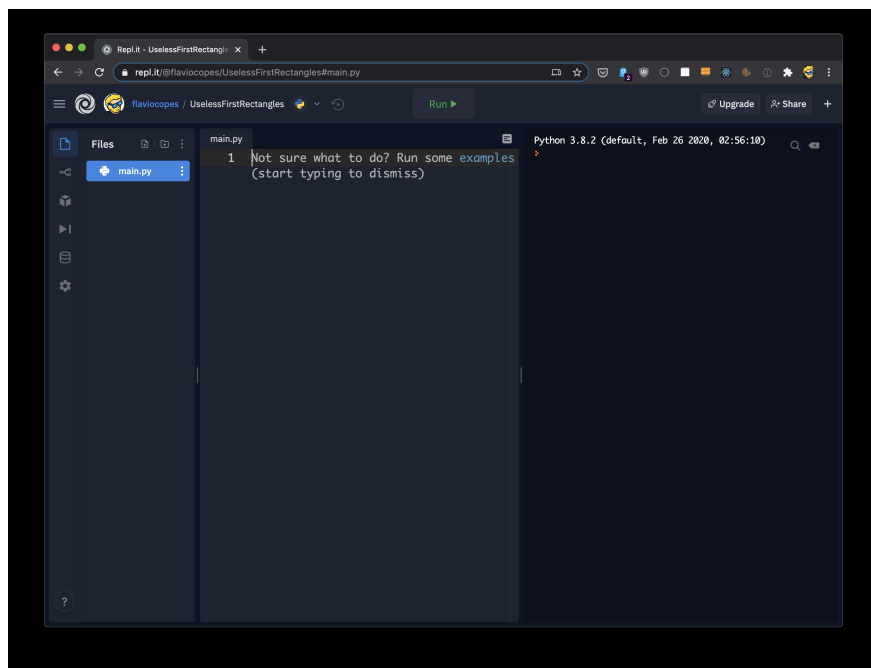 Repl.it - UselessFirstRectangle
repl.it/@flaviocopes/UselessFirstRectangles#main.py
2
flaviocopes / UselessFirstRectangles
Run
Upgrade
Share
Files
main.py
main.py
1 Not sure what to do? Run some examples
(start typing to dismiss)
Python 3.8.2 (default, Feb 26 2020, 02:56:10)
>
?